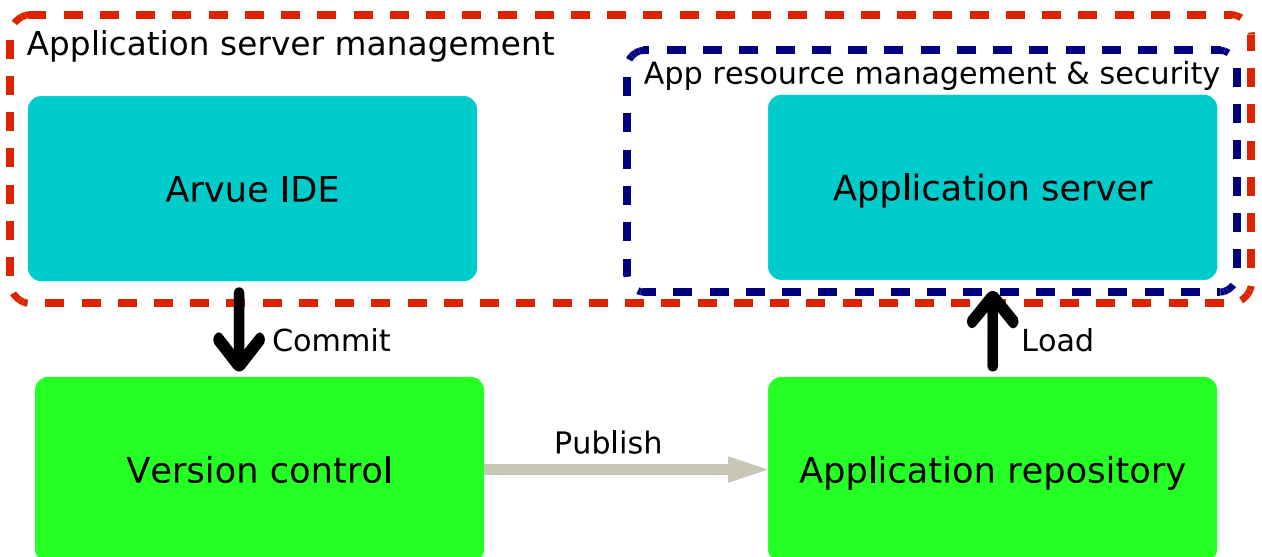 Application server management
App resource management & security
Arvue IDE
Application server
Commit
Load
Publish
Version control
Application repository